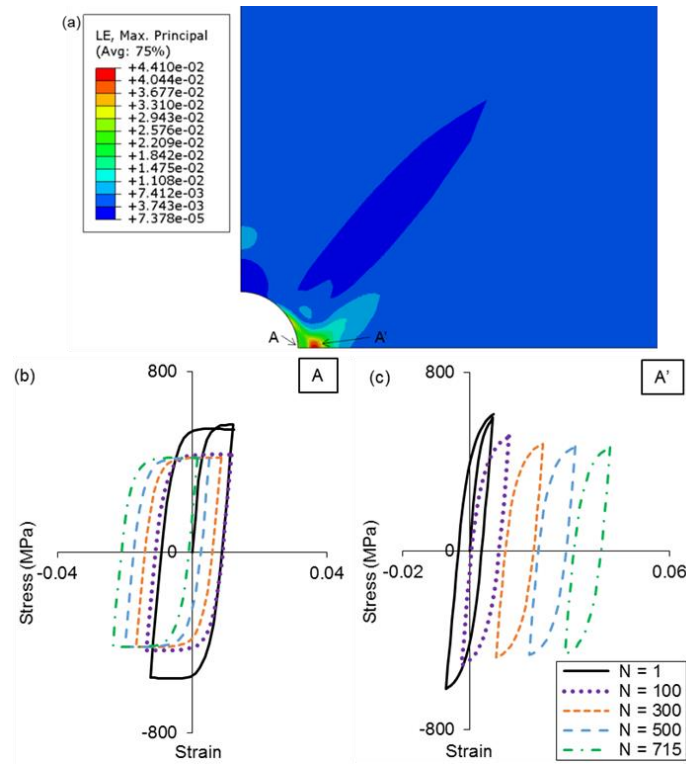 (a)
LE, Max. Principal
(Avg: 75%)
+4.410e-02
+4.044e-02
+3.677e-02
+3.310e-02
+2.943e-02
+2.576e-02
+2.209e-02
+1.842e-02
+1.475e-02
+1.108e-02
+7.412e-03
+3.743e-03
+7.378e-05
A
A'
(b)
800
A
Stress (MPa)
0
-0.04
0.04
-800
Strain
(c)
800
A'
Stress (MPa)
0
-0.02
0.06
-800
Strain
N = 1
N = 100
N = 300
N = 500
N = 715